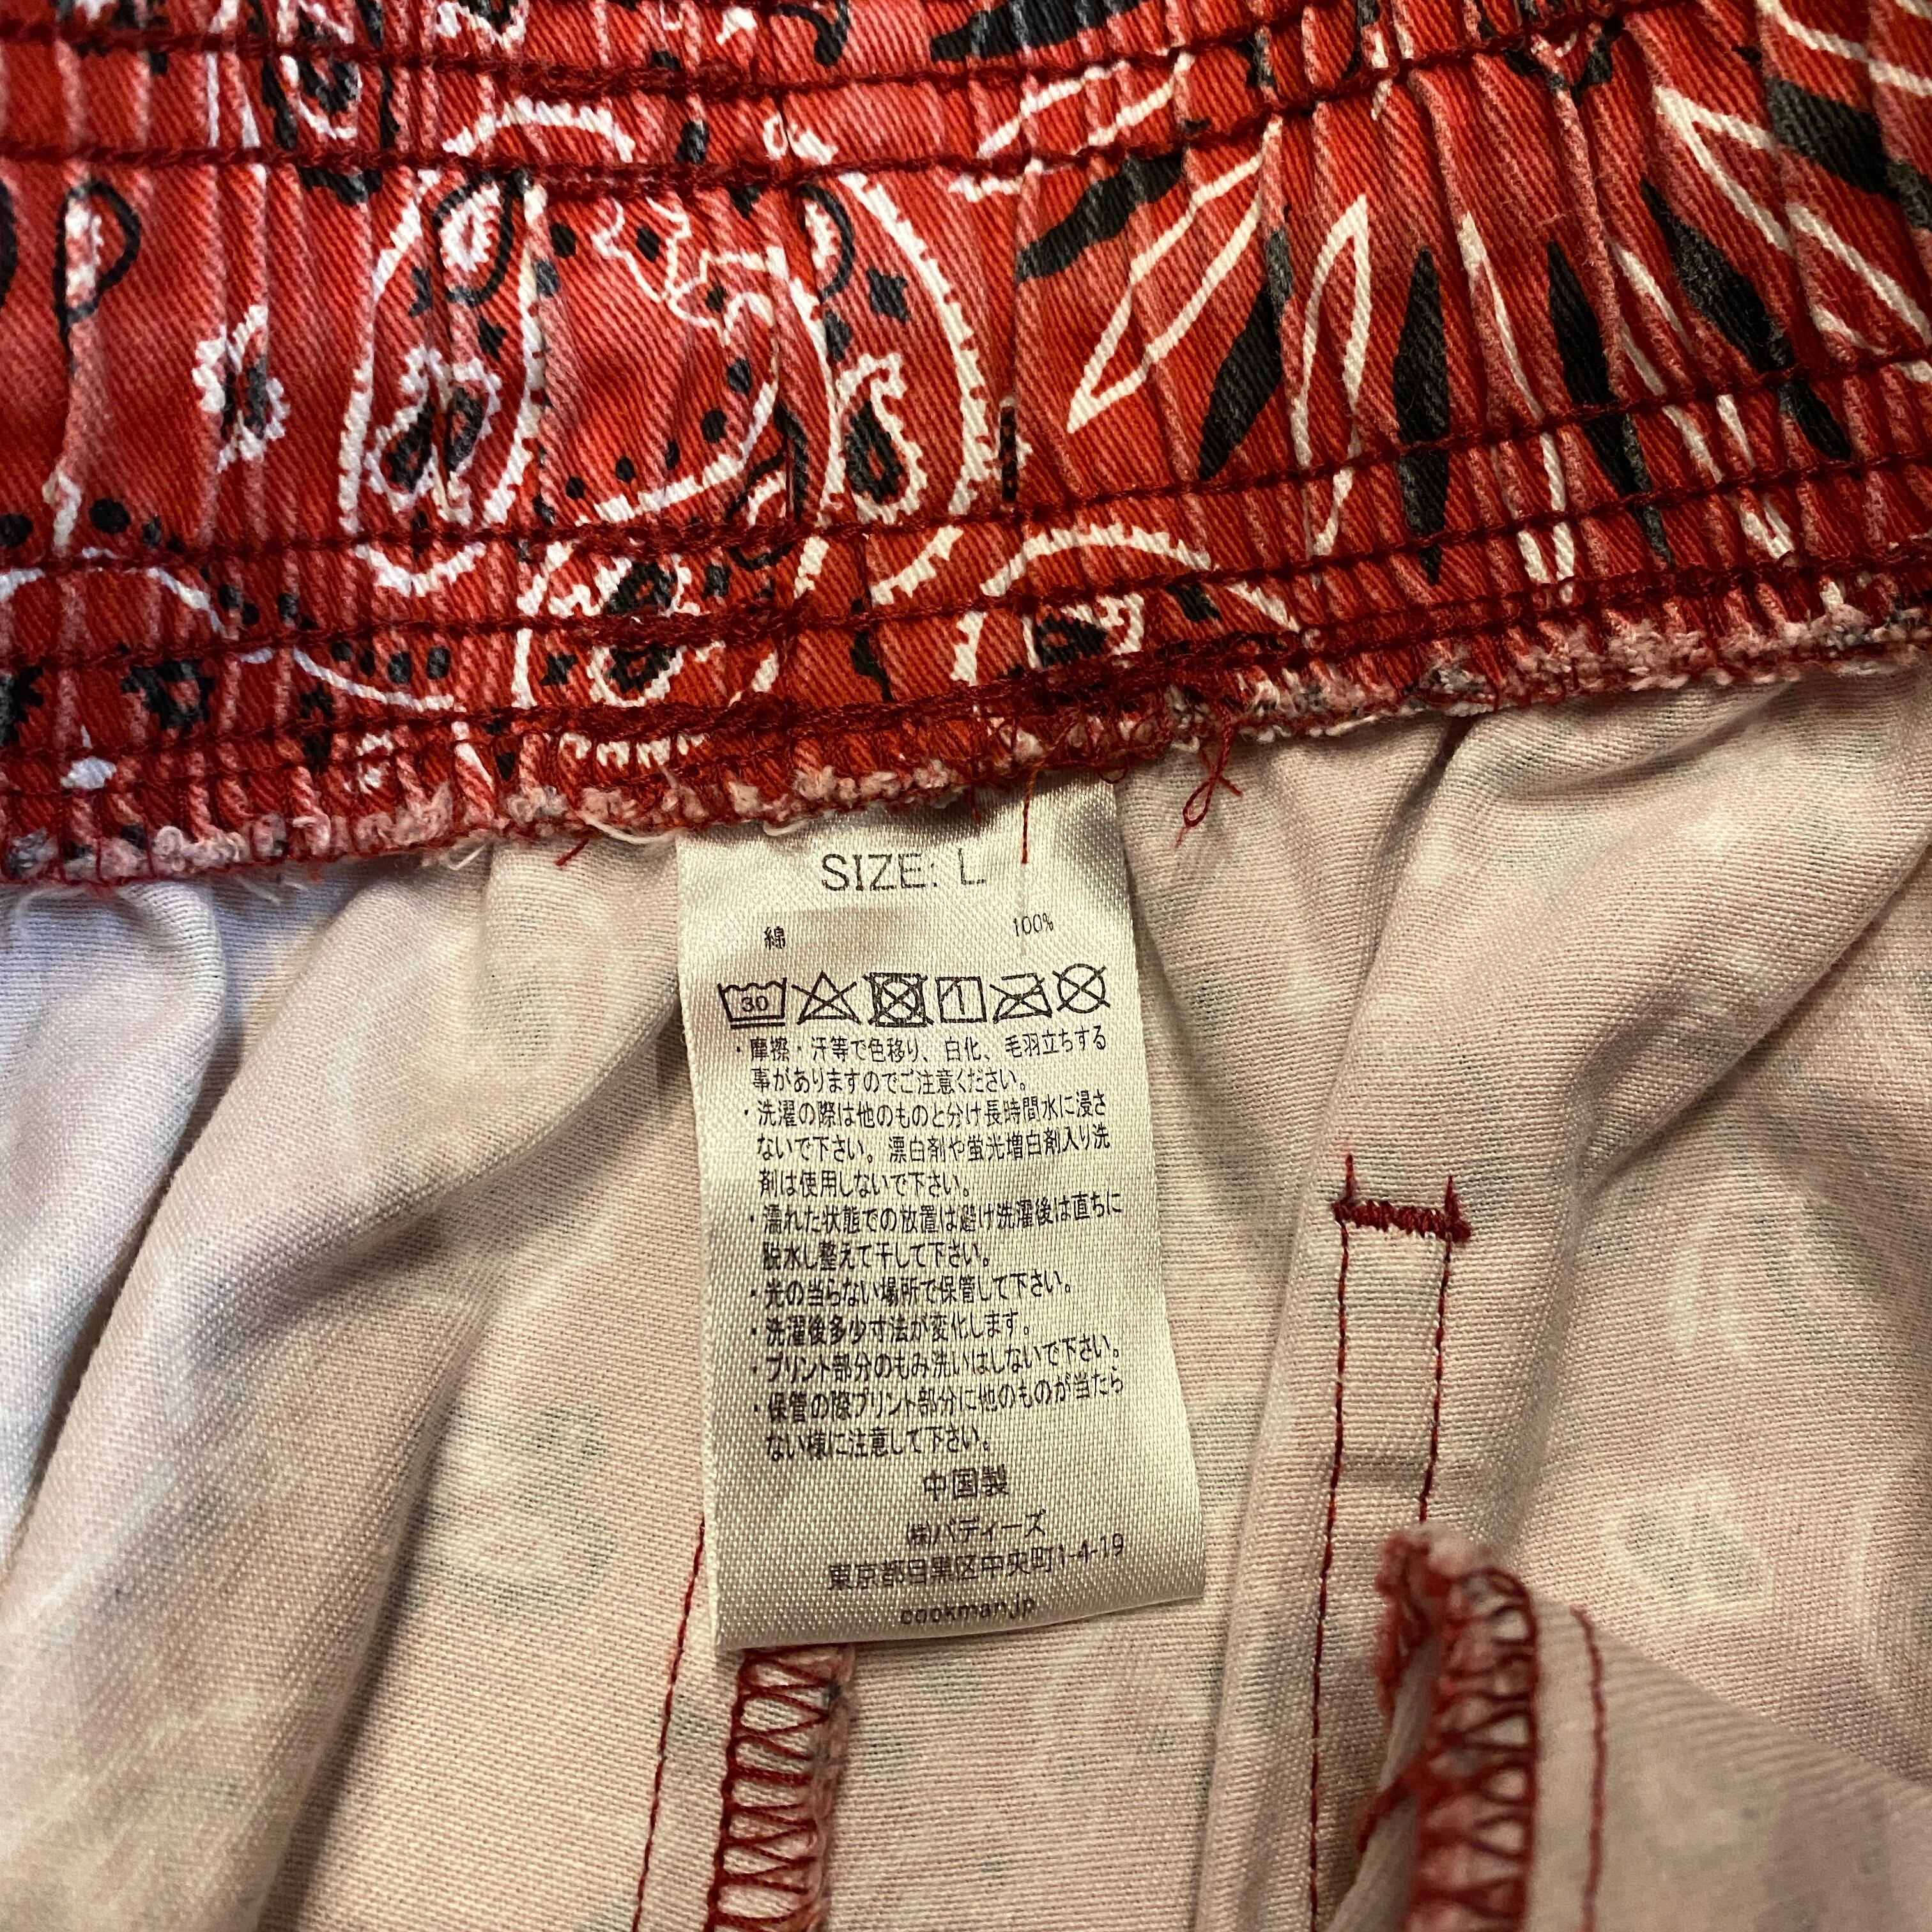 SIZE: L
綿 100%
30
・摩擦・汗等で色移り、白化、毛羽立ちする
事がありますのでご注意ください。
・洗濯の際は他のものと分け長時間水に浸さ
ないで下さい。漂白剤や蛍光増白剤入り洗
剤は使用しないで下さい。
・濡れた状態での放置は避け洗濯後は直ちに
脱水し整えて干して下さい。
・光の当らない場所で保管して下さい。
・洗濯後多少寸法が変化します。
・プリント部分のもみ洗いはしないで下さい。
・保管の際プリント部分に他のものが当たら
ない様に注意して下さい。
中国製
㈱バディーズ
東京都目黒区中央町1-4-19
cookman.jp